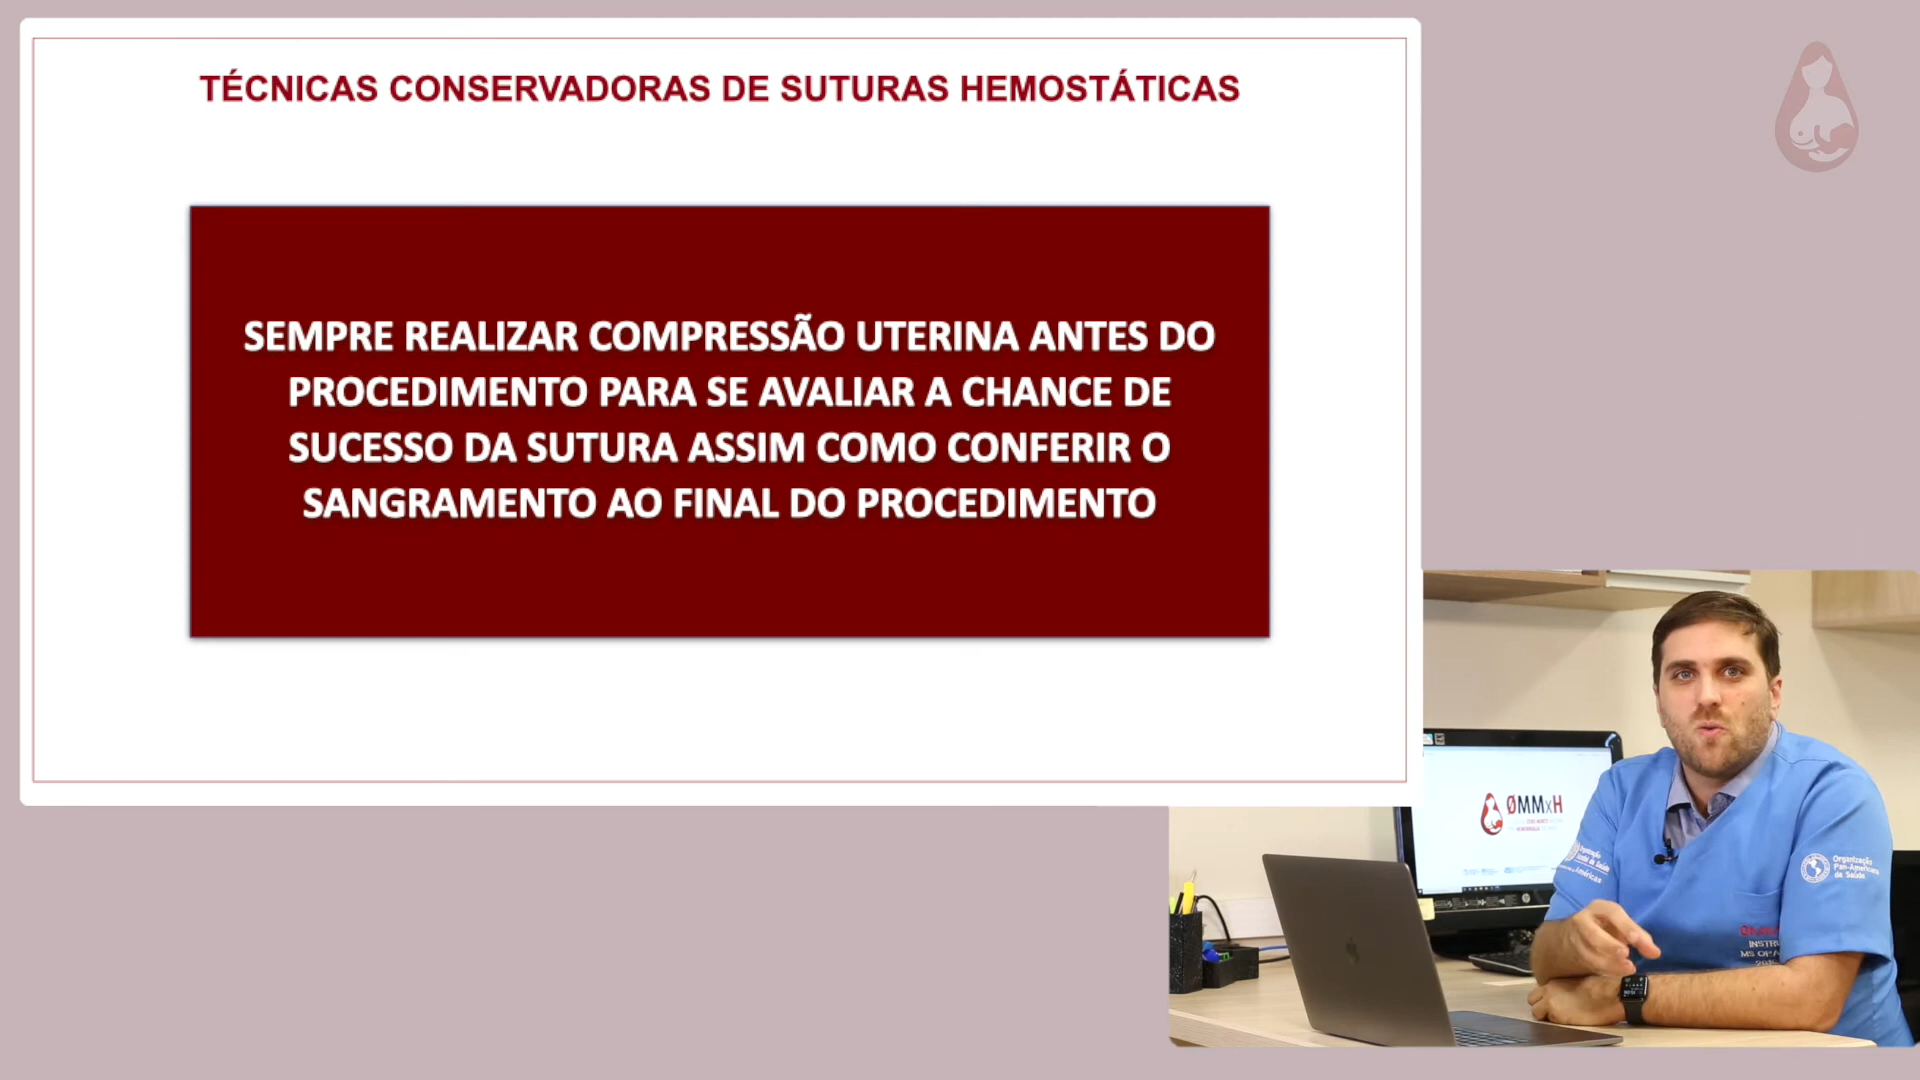 TÉCNICAS CONSERVADORAS DE SUTURAS HEMOSTÁTICAS
SEMPRE REALIZAR COMPRESSÃO UTERINA ANTES DO
PROCEDIMENTO PARA SE AVALIAR A CHANCE DE
SUCESSO DA SUTURA ASSIM COMO CONFERIR O
SANGRAMENTO AO FINAL DO PROCEDIMENTO
ØMMxH
Organização
Pan-Americana
da Saúde